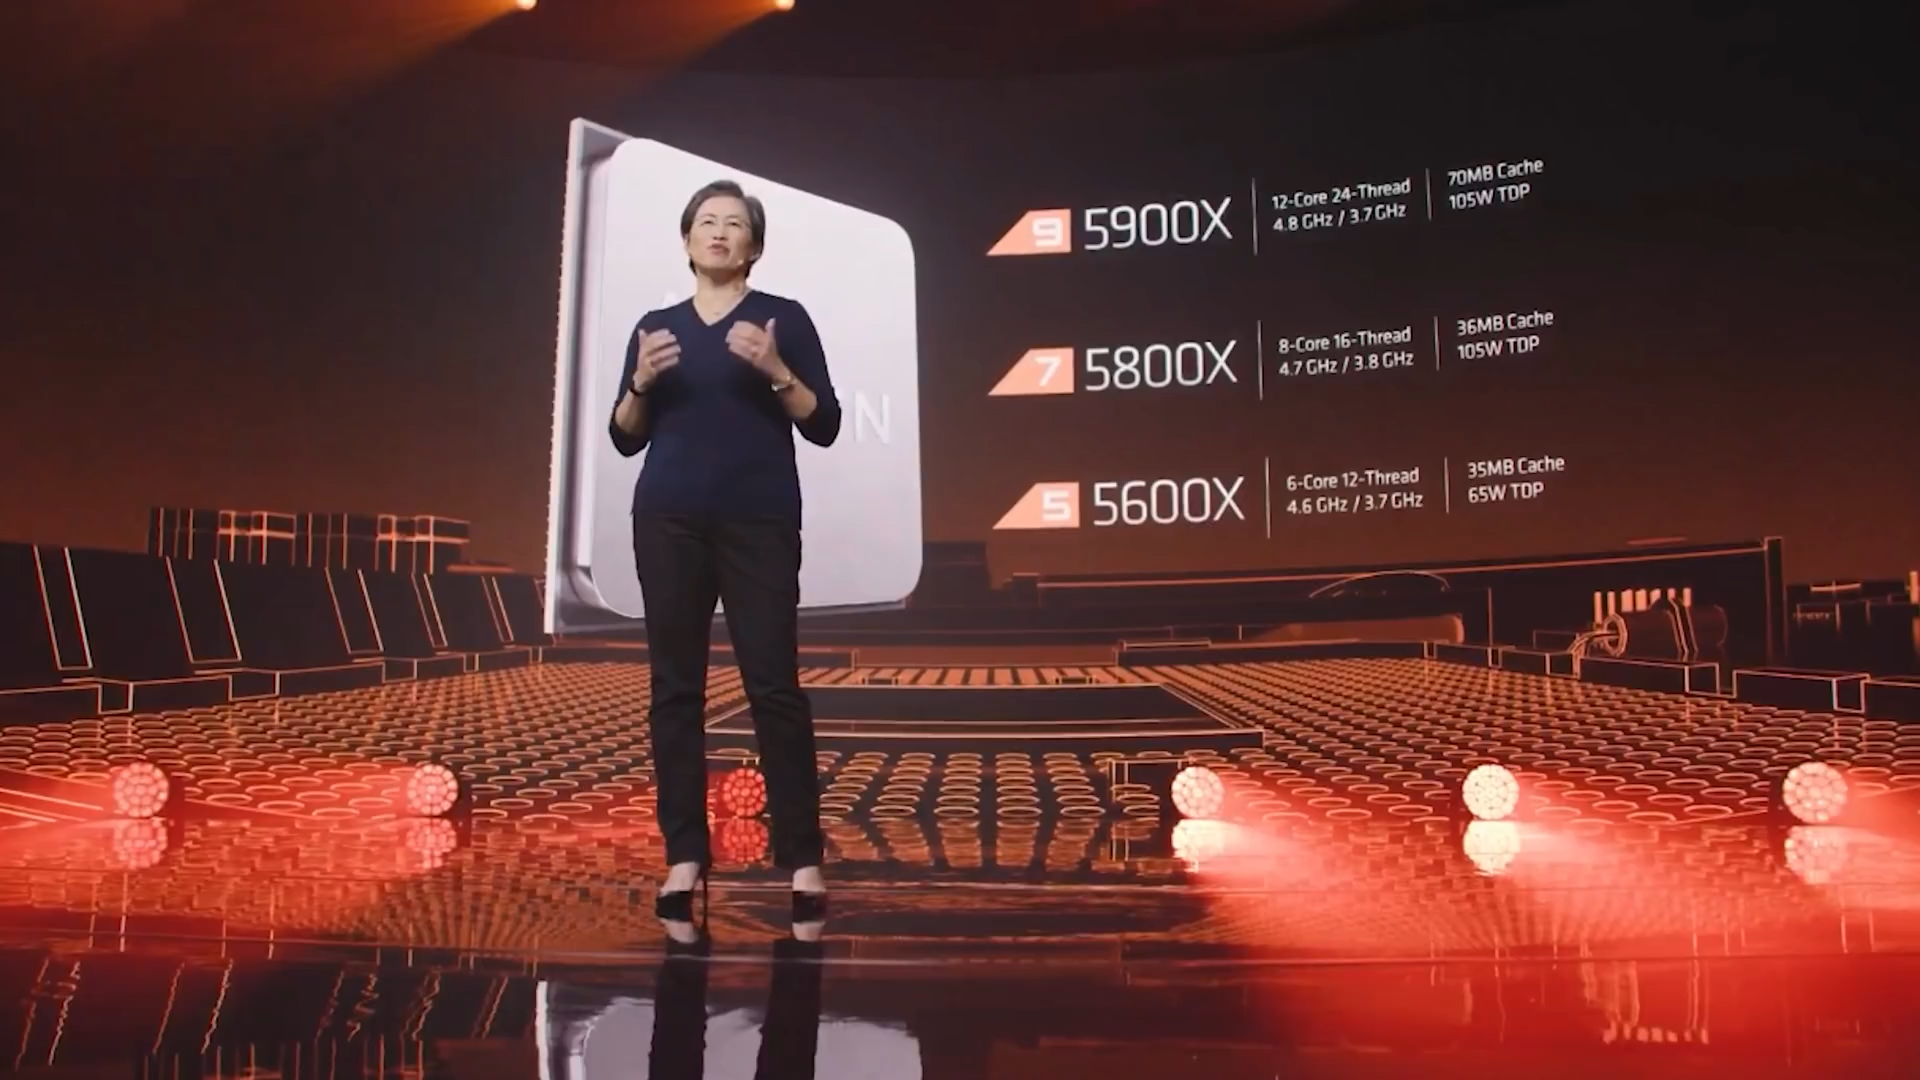 9 5900X
12-Core 24-Thread
4.8 GHz / 3.7 GHz
70MB Cache
105W TDP
7 5800X
8-Core 16-Thread
4.7 GHz / 3.8 GHz
36MB Cache
105W TDP
5 5600X
6-Core 12-Thread
4.6 GHz / 3.7 GHz
35MB Cache
65W TDP